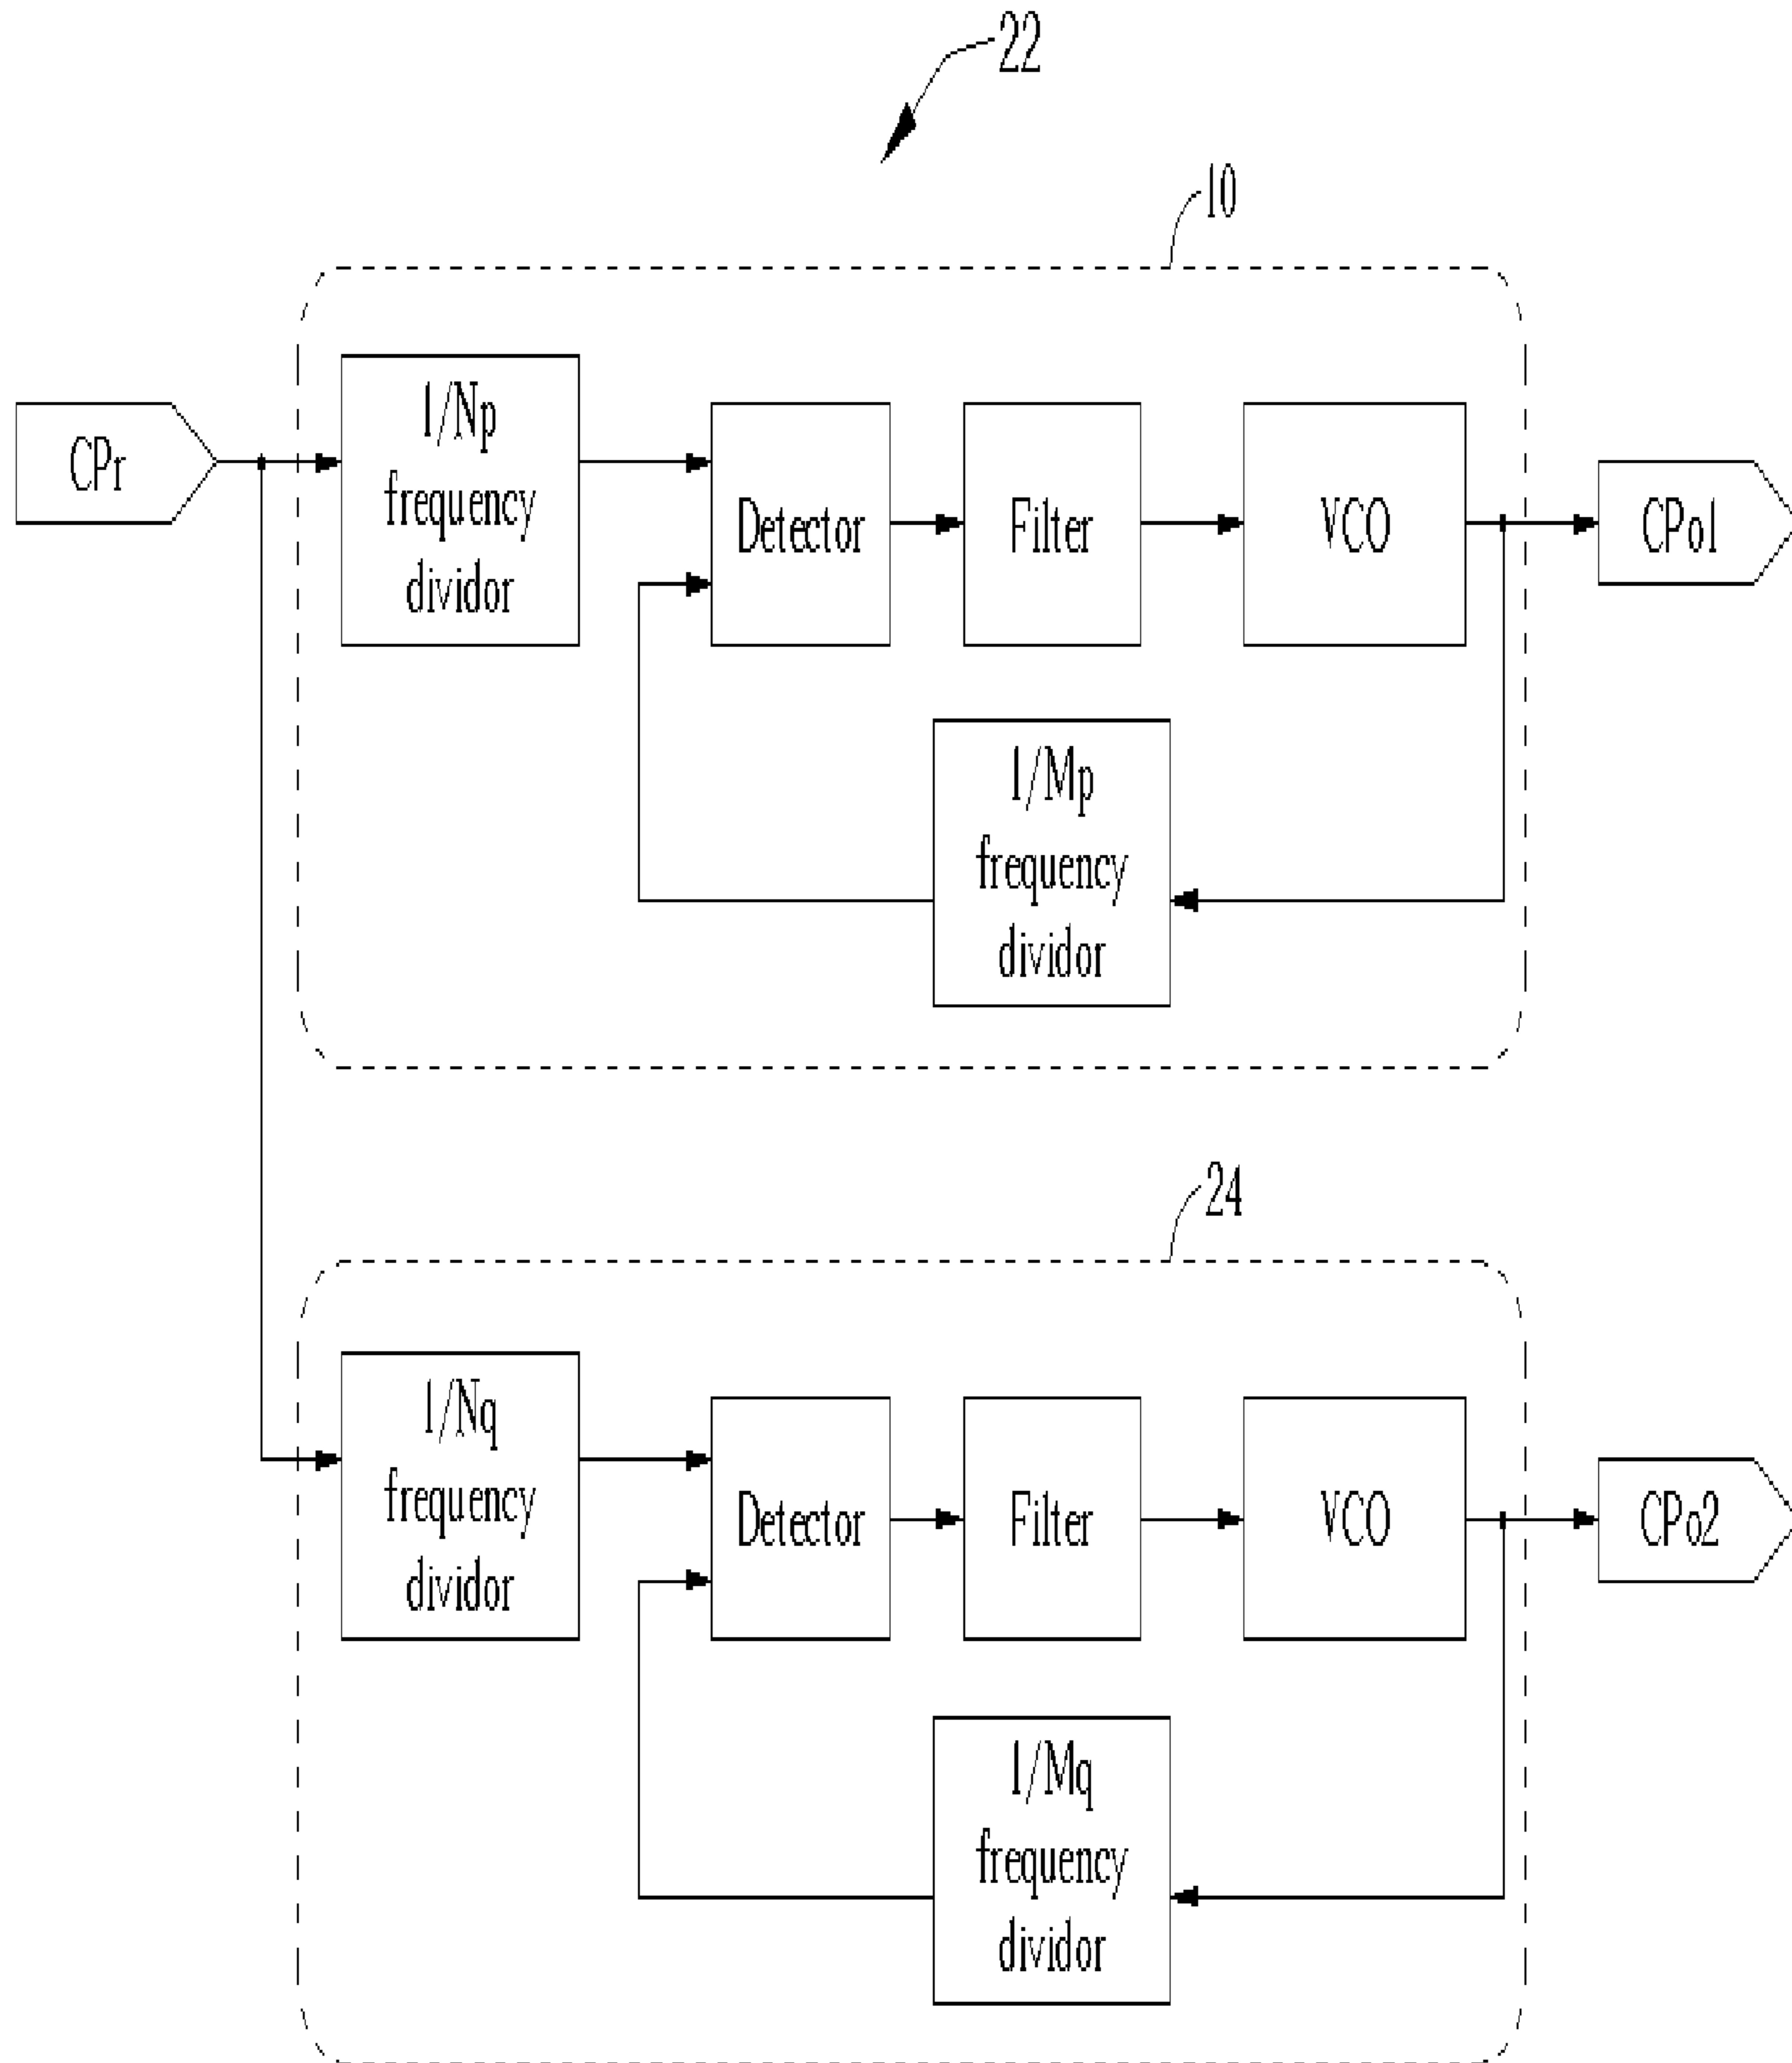 22
10
CPr
1/Np
frequency
dividor
Detector
Filter
VCO
CPo1
1/Mp
frequency
dividor
24
1/Nq
frequency
dividor
Detector
Filter
VCO
CPo2
1/Mq
frequency
dividor